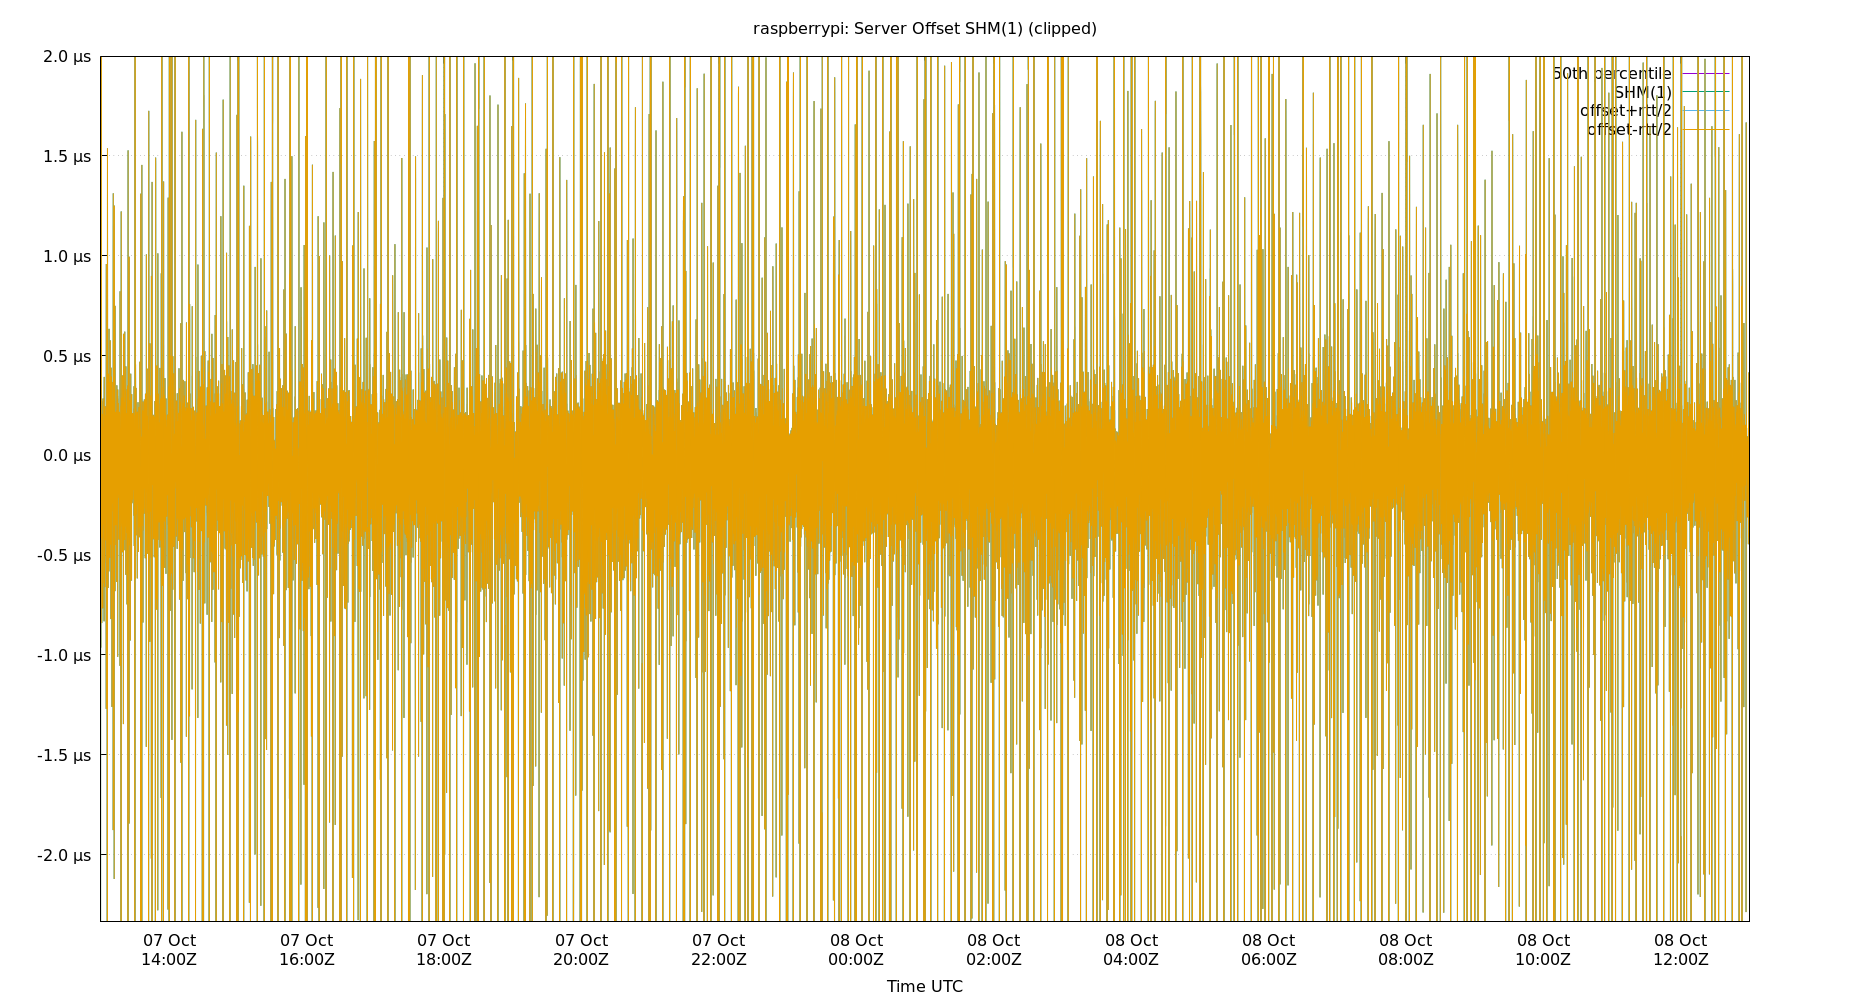 raspberrypi: Server Offset SHM(1) (clipped)
2.0 µs
1.5 µs
1.0 µs
0.5 µs
0.0 µs
-0.5 µs
-1.0 µs
-1.5 µs
-2.0 µs
50th percentile
SHM(1)
offset+rtt/2
offset-rtt/2
07 Oct
14:00Z
07 Oct
16:00Z
07 Oct
18:00Z
07 Oct
20:00Z
07 Oct
22:00Z
08 Oct
00:00Z
08 Oct
02:00Z
08 Oct
04:00Z
08 Oct
06:00Z
08 Oct
08:00Z
08 Oct
10:00Z
08 Oct
12:00Z
Time UTC